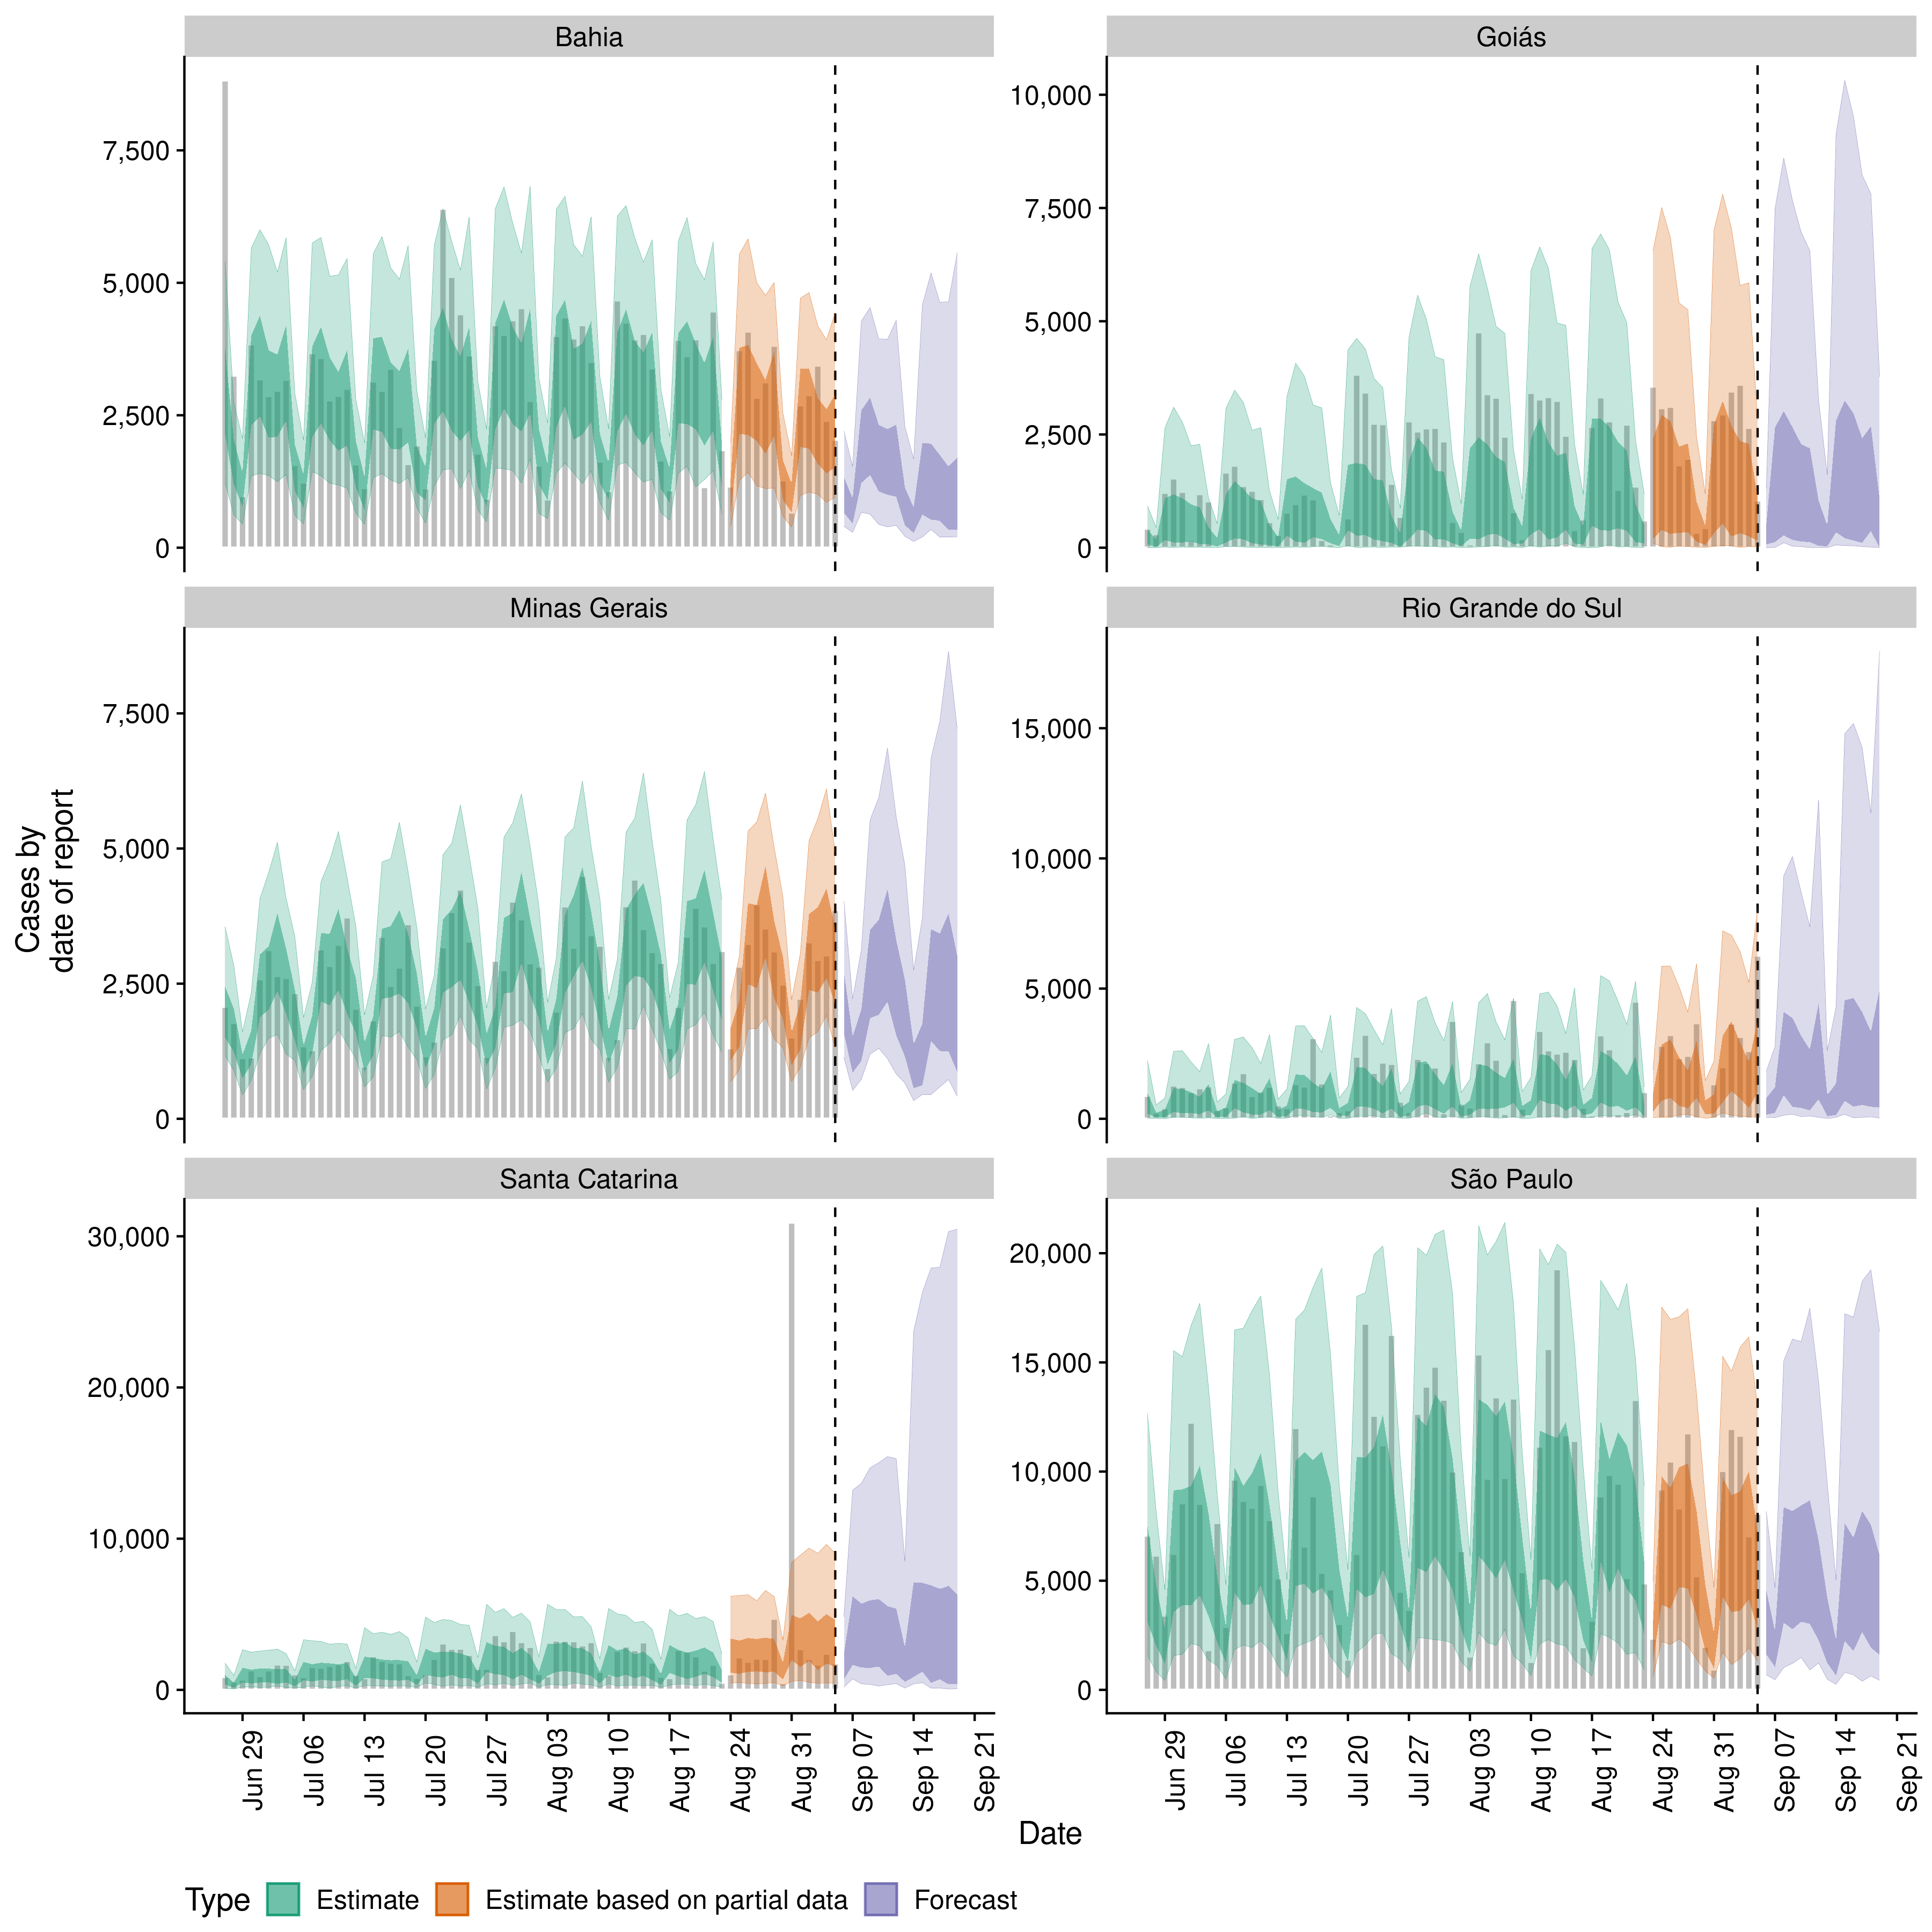 Bahia
Goiás
7,500
5,000
2,500
0
10,000
7,500
5,000
2,500
0
Minas Gerais
Rio Grande do Sul
7,500
5,000
2,500
0
15,000
10,000
5,000
0
Santa Catarina
São Paulo
30,000
20,000
10,000
0
20,000
15,000
10,000
5,000
0
Cases by
date of report
Jun 29
Jul 06
Jul 13
Jul 20
Jul 27
Aug 03
Aug 10
Aug 17
Aug 24
Aug 31
Sep 07
Sep 14
Sep 21
Jun 29
Jul 06
Jul 13
Jul 20
Jul 27
Aug 03
Aug 10
Aug 17
Aug 24
Aug 31
Sep 07
Sep 14
Sep 21
Date
Type Estimate Estimate based on partial data Forecast